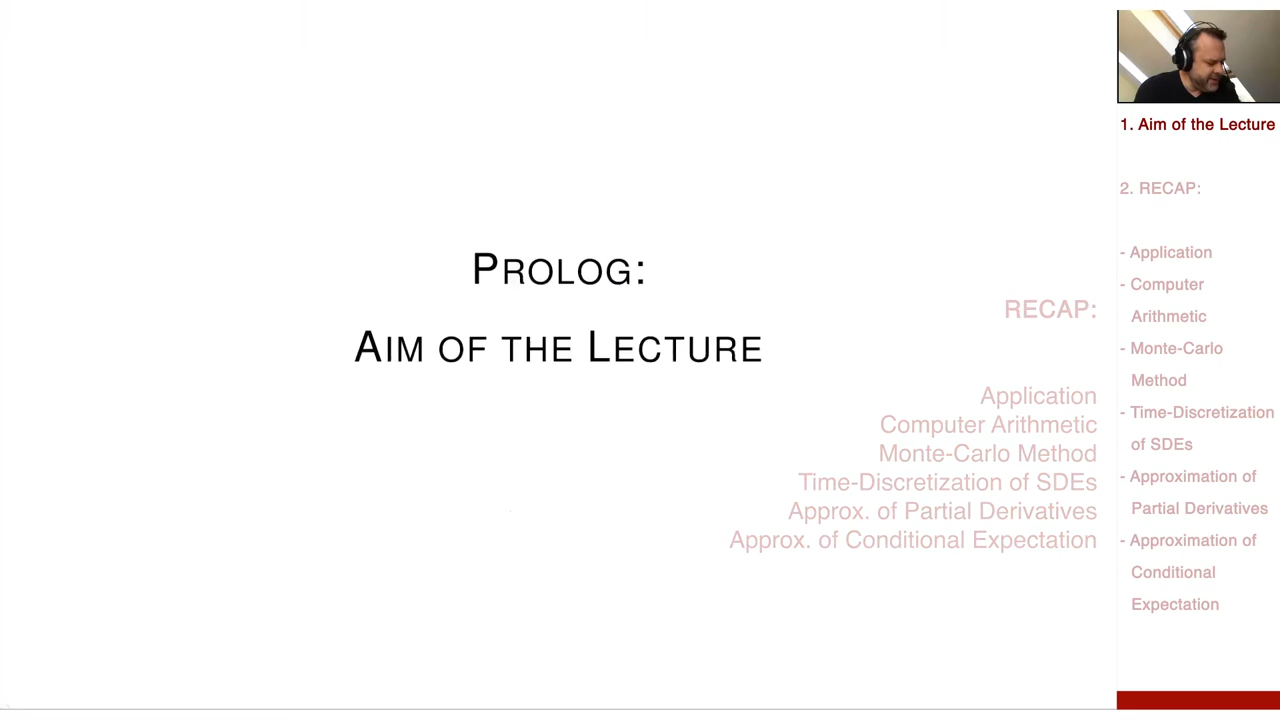 PROLOG:
AIM OF THE LECTURE
RECAP:
Application
Computer Arithmetic
Monte-Carlo Method
Time-Discretization of SDEs
Approx. of Partial Derivatives
Approx. of Conditional Expectation
1. Aim of the Lecture
2. RECAP:
- Application
- Computer
Arithmetic
- Monte-Carlo
Method
- Time-Discretization
of SDEs
- Approximation of
Partial Derivatives
- Approximation of
Conditional
Expectation